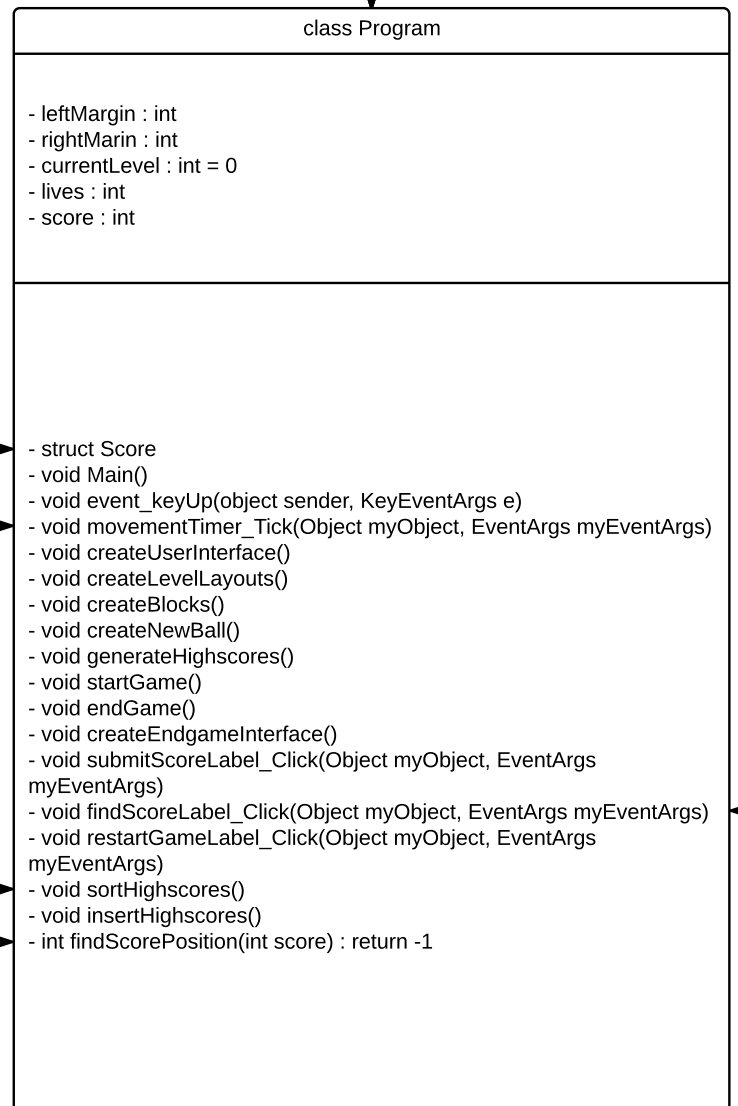 class Program
- leftMargin : int
- rightMarin : int
- currentLevel : int = 0
- lives : int
- score : int
- struct Score
- void Main()
- void event_keyUp(object sender, KeyEventArgs e)
- void movementTimer_Tick(Object myObject, EventArgs myEventArgs)
- void createUserInterface()
- void createLevelLayouts()
- void createBlocks()
- void createNewBall()
- void generateHighscores()
- void startGame()
- void endGame()
- void createEndgameInterface()
- void submitScoreLabel_Click(Object myObject, EventArgs
myEventArgs)
- void findScoreLabel_Click(Object myObject, EventArgs myEventArgs)
- void restartGameLabel_Click(Object myObject, EventArgs
myEventArgs)
- void sortHighscores()
- void insertHighscores()
- int findScorePosition(int score) : return -1